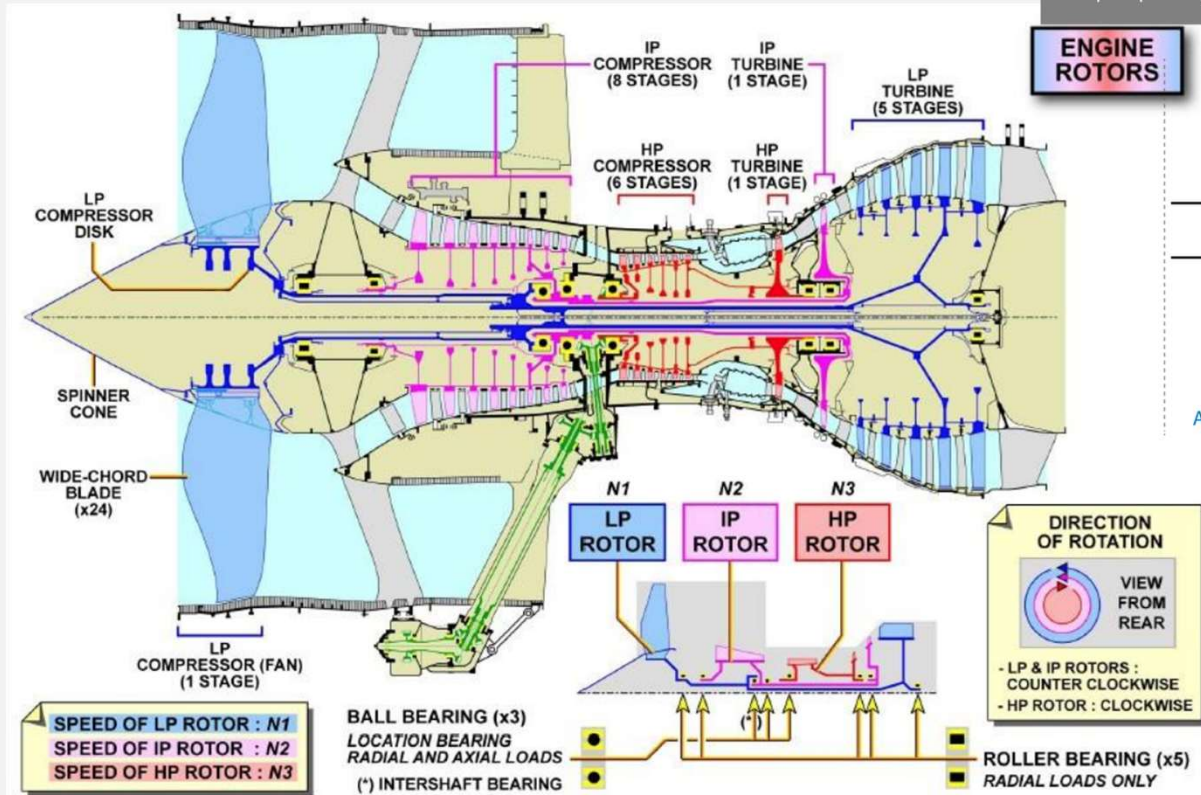 ENGINE
ROTORS
IP
COMPRESSOR
(8 STAGES)
IP
TURBINE
(1 STAGE)
LP
TURBINE
(5 STAGES)
HP
COMPRESSOR
(6 STAGES)
HP
TURBINE
(1 STAGE)
LP
COMPRESSOR
DISK
SPINNER
CONE
WIDE-CHORD
BLADE
(x24)
LP
COMPRESSOR (FAN)
(1 STAGE)
A
N1
N2
N3
LP
ROTOR
IP
ROTOR
HP
ROTOR
DIRECTION
OF ROTATION
VIEW
FROM
REAR
- LP & IP ROTORS :
COUNTER CLOCKWISE
- HP ROTOR : CLOCKWISE
SPEED OF LP ROTOR : N1
SPEED OF IP ROTOR : N2
SPEED OF HP ROTOR : N3
BALL BEARING (x3)
LOCATION BEARING
RADIAL AND AXIAL LOADS
(*) INTERSHAFT BEARING
(*)
ROLLER BEARING (x5)
RADIAL LOADS ONLY